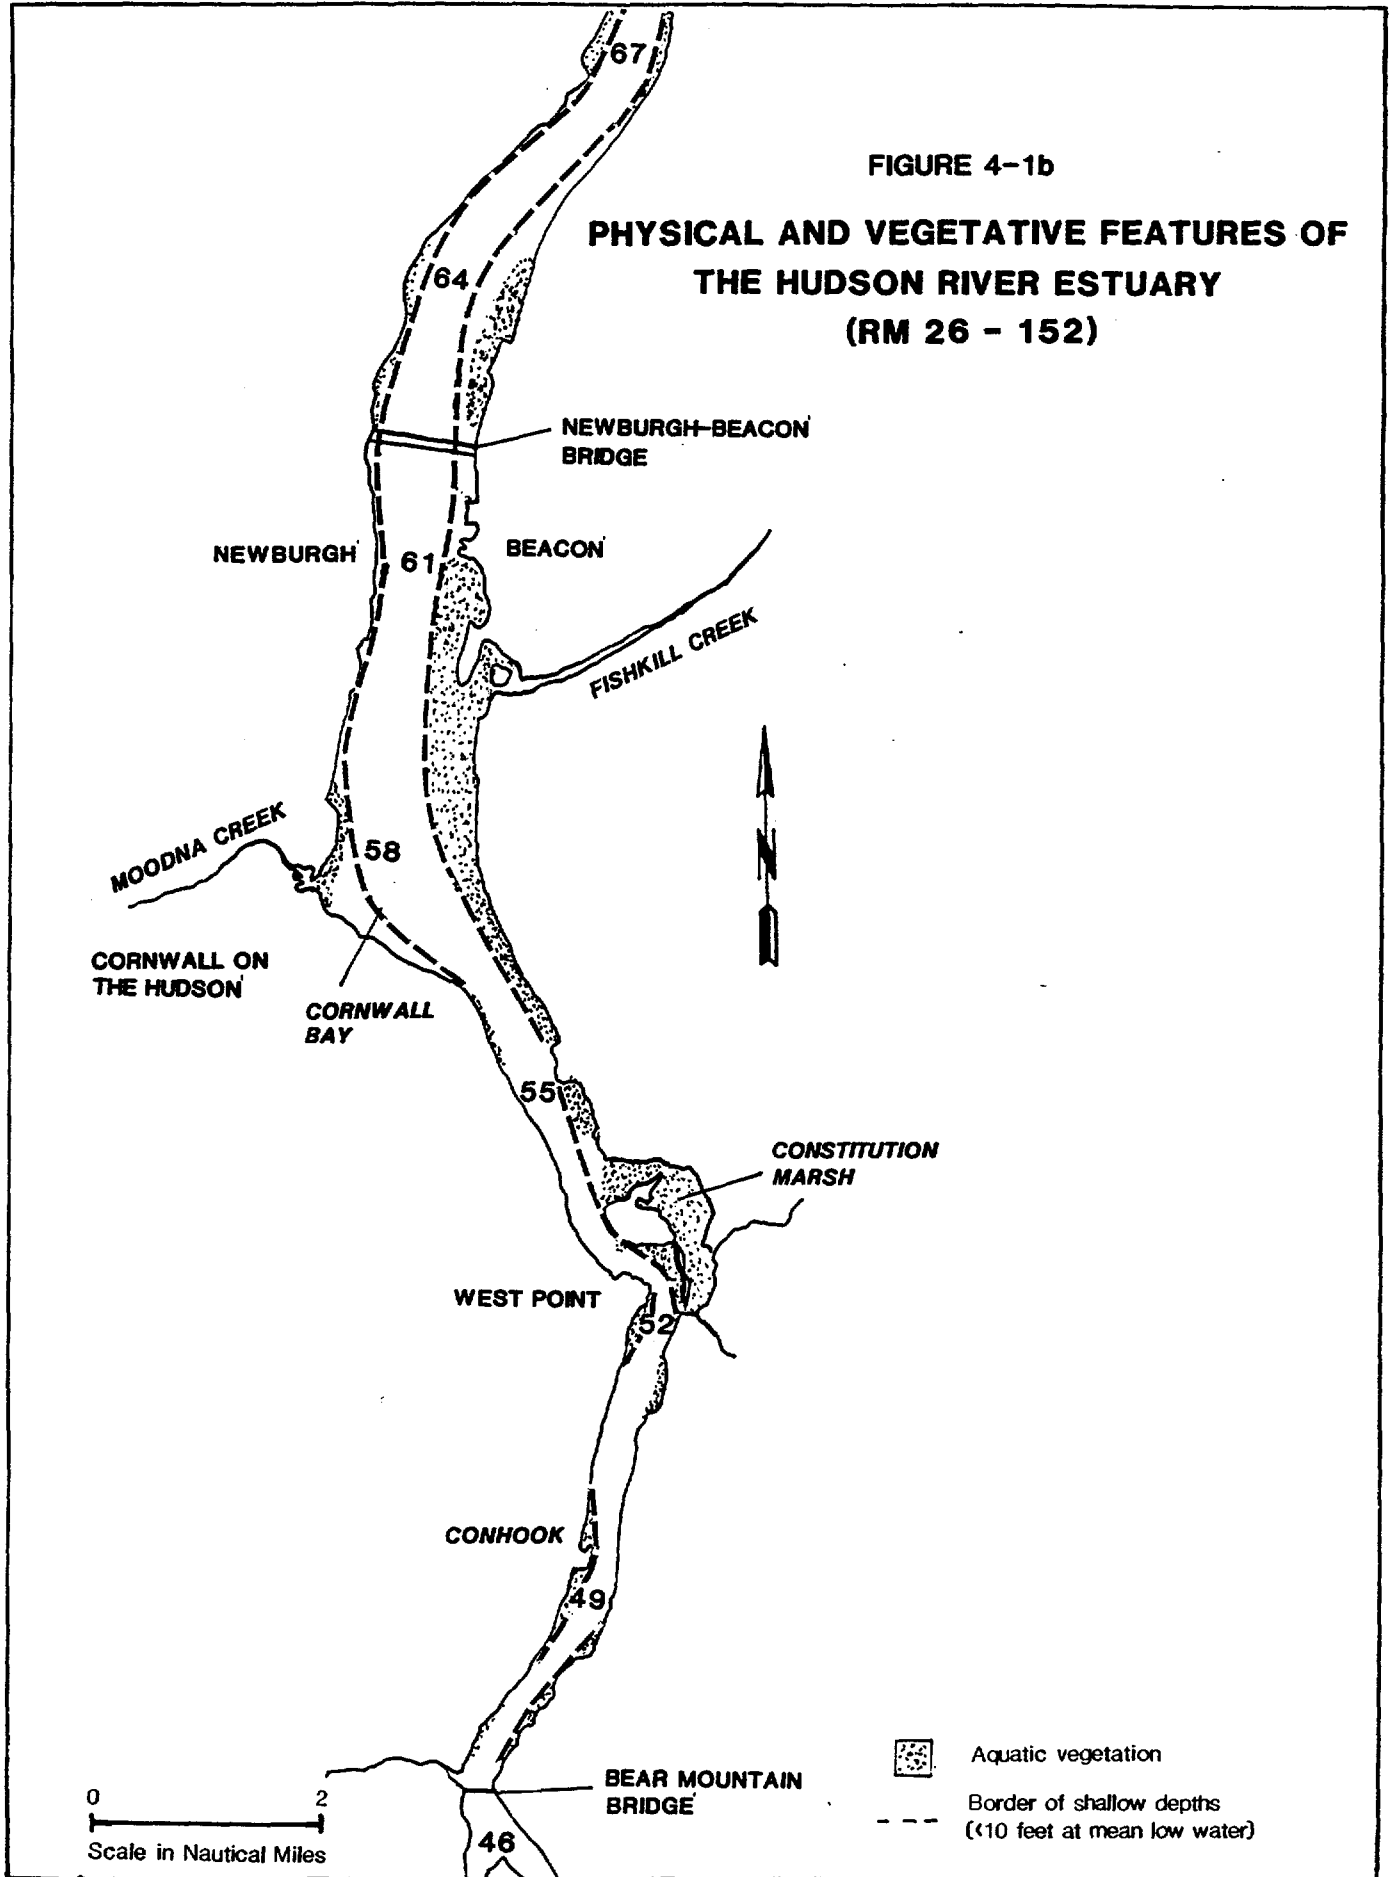 67
FIGURE 4-1b
PHYSICAL AND VEGETATIVE FEATURES OF
THE HUDSON RIVER ESTUARY
(RM 26 - 152)
64
NEWBURGH-BEACON
BRIDGE
NEWBURGH
61
BEACON
FISHKILL CREEK
MOODNA CREEK
58
N
CORNWALL ON
THE HUDSON
CORNWALL
BAY
55
CONSTITUTION
MARSH
WEST POINT
52
CONHOOK
49
Aquatic vegetation
BEAR MOUNTAIN
BRIDGE
Border of shallow depths
(<10 feet at mean low water)
0 2
Scale in Nautical Miles
46